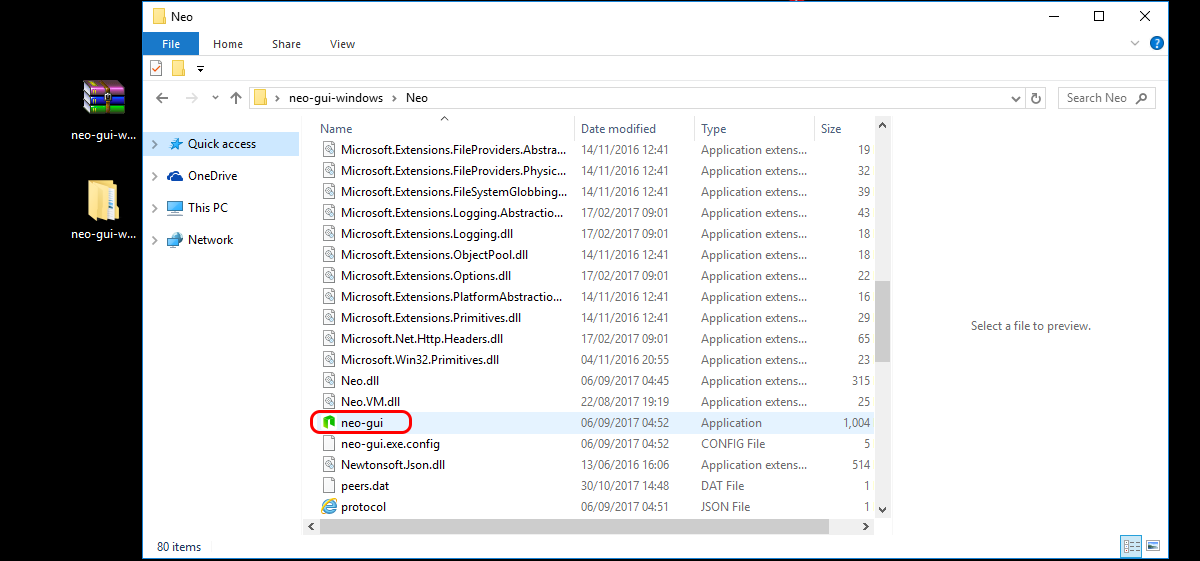 Neo
File Home Share View
neo-gui-windows Neo
Search Neo
neo-gui-w...
neo-gui-w...
Quick access
OneDrive
This PC
Network
Name Date modified Type Size
Microsoft.Extensions.FileProviders.Abstra... 14/11/2016 12:41 Application extens... 19
Microsoft.Extensions.FileProviders.Physic... 14/11/2016 12:41 Application extens... 32
Microsoft.Extensions.FileSystemGlobbing... 14/11/2016 12:41 Application extens... 39
Microsoft.Extensions.Logging.Abstractio... 17/02/2017 09:01 Application extens... 43
Microsoft.Extensions.Logging.dll 17/02/2017 09:01 Application extens... 18
Microsoft.Extensions.ObjectPool.dll 14/11/2016 12:41 Application extens... 18
Microsoft.Extensions.Options.dll 17/02/2017 09:01 Application extens... 22
Microsoft.Extensions.PlatformAbstractio... 14/11/2016 12:41 Application extens... 16
Microsoft.Extensions.Primitives.dll 14/11/2016 12:41 Application extens... 29
Microsoft.Net.Http.Headers.dll 17/02/2017 09:01 Application extens... 65
Microsoft.Win32.Primitives.dll 04/11/2016 20:55 Application extens... 23
Neo.dll 06/09/2017 04:45 Application extens... 315
Neo.VM.dll 22/08/2017 19:19 Application extens... 25
neo-gui 06/09/2017 04:52 Application 1,004
neo-gui.exe.config 06/09/2017 04:52 CONFIG File 5
Newtonsoft.Json.dll 13/06/2016 16:06 Application extens... 514
peers.dat 30/10/2017 14:48 DAT File 1
protocol 06/09/2017 04:51 JSON File 1
Select a file to preview.
80 items